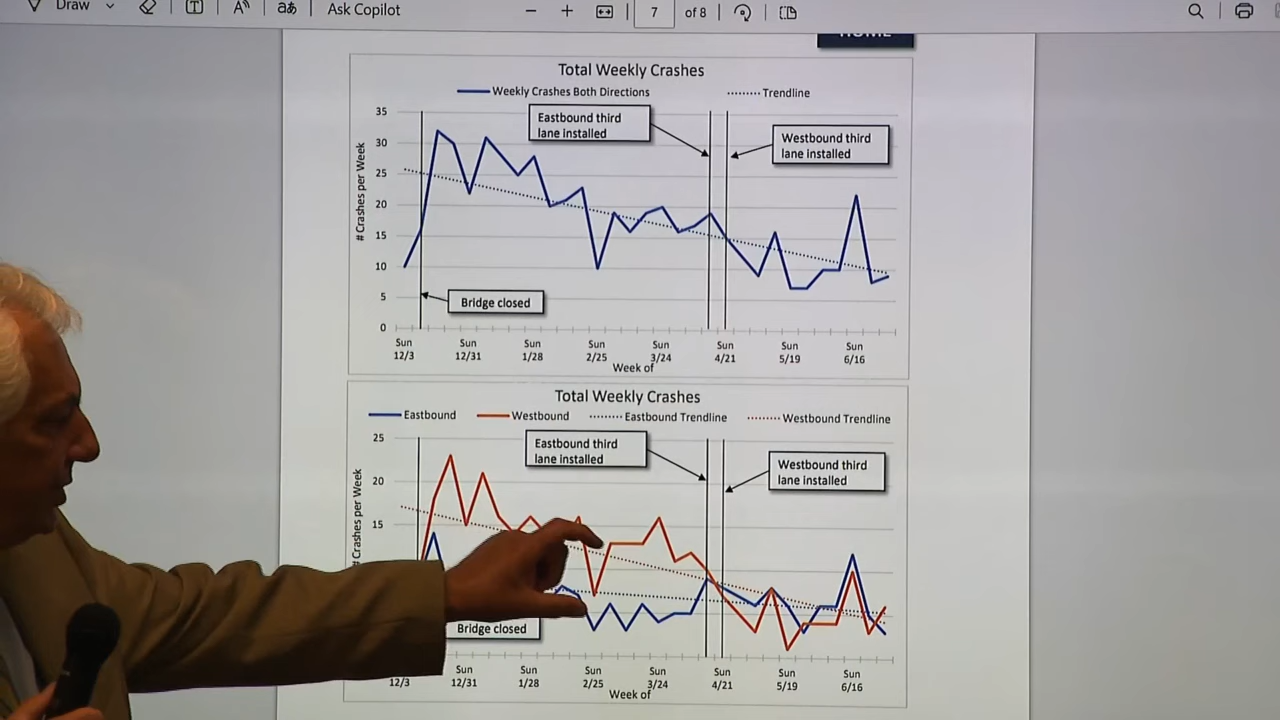 Draw
Ask Copilot
7 of 8
HOME
Total Weekly Crashes
Weekly Crashes Both Directions Trendline
35
30
25
20
15
10
5
0
# Crashes per Week
Eastbound third
lane installed
Westbound third
lane installed
Bridge closed
Sun Sun Sun Sun Sun Sun Sun Sun
12/3 12/31 1/28 2/25 3/24 4/21 5/19 6/16
Week of
Total Weekly Crashes
Eastbound Westbound Eastbound Trendline Westbound Trendline
25
20
15
# Crashes per Week
Eastbound third
lane installed
Westbound third
lane installed
Bridge closed
Sun Sun Sun Sun Sun Sun Sun
12/3 12/31 1/28 2/25 3/24 4/21 5/19 6/16
Week of